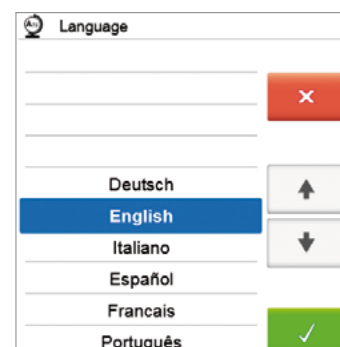 Language
Deutsch
English
Italiano
Español
Francais
Português